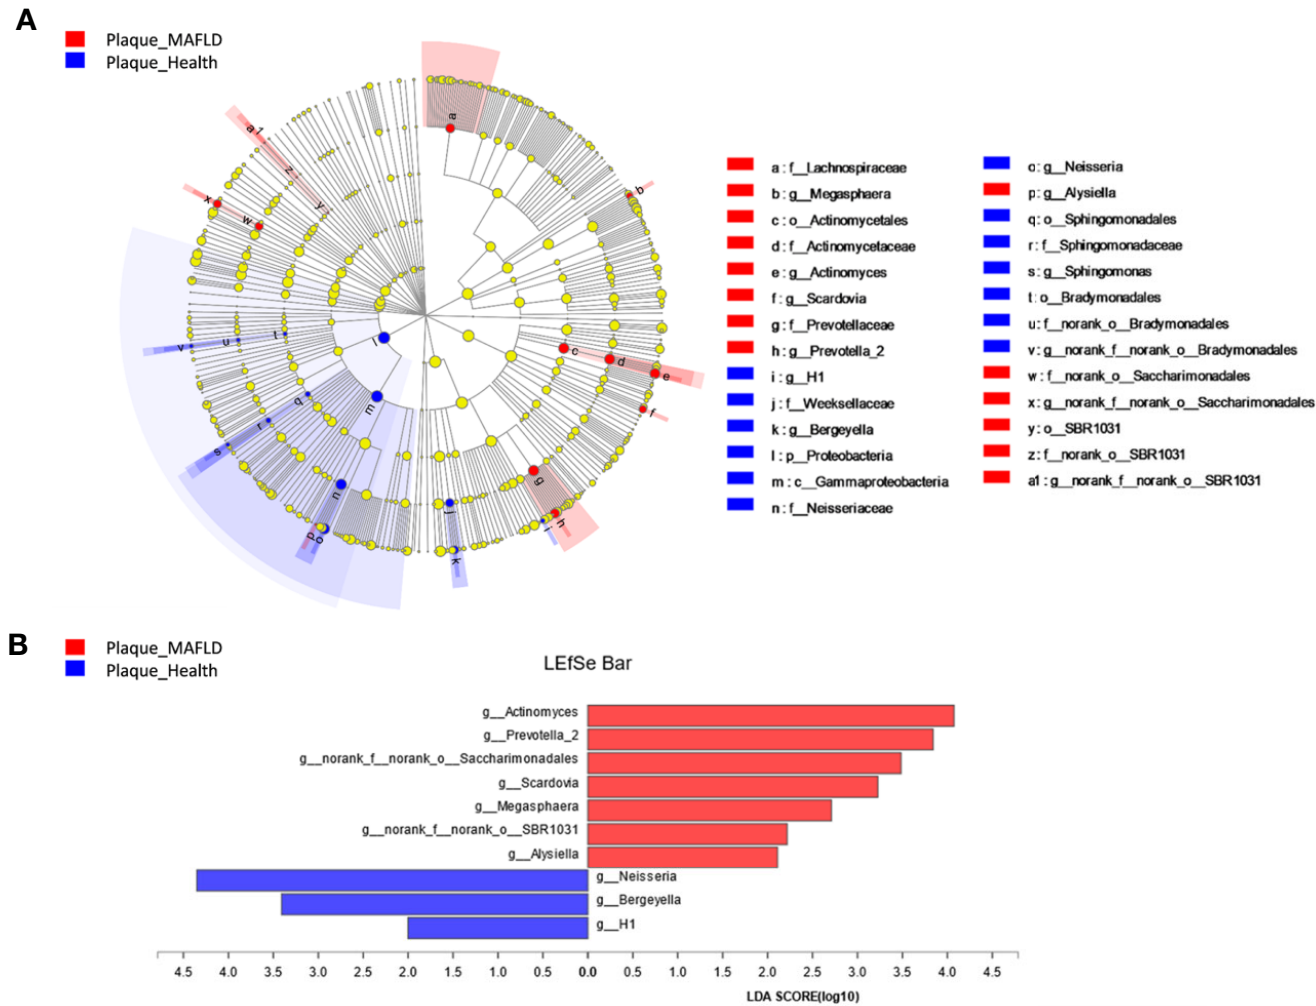 A
Plaque_MAFLD
Plaque_Health
a
b
c
d
e
f
g
h
i
j
k
l
m
n
o
p
q
r
s
t
u
v
w
x
y
z
a1
a : f__Lachnospiraceae
b : g__Megasphaera
c : o__Actinomycetales
d : f__Actinomycetaceae
e : g__Actinomyces
f : g__Scardovia
g : f__Prevotellaceae
h : g__Prevotella_2
i : g__H1
j : f__Weeksellaceae
k : g__Bergeyella
l : p__Proteobacteria
m : c__Gammaproteobacteria
n : f__Neisseriaceae
o : g__Neisseria
p : g__Alysiella
q : o__Sphingomonadales
r : f__Sphingomonadaceae
s : g__Sphingomonas
t : o__Bradymonadales
u : f__norank_o__Bradymonadales
v : g__norank_f__norank_o__Bradymonadales
w : f__norank_o__Saccharimonadales
x : g__norank_f__norank_o__Saccharimonadales
y : o__SBR1031
z : f__norank_o__SBR1031
a1 : g__norank_f__norank_o__SBR1031
B
Plaque_MAFLD
Plaque_Health
LEfSe Bar
g__Actinomyces
g__Prevotella_2
g__norank_f__norank_o__Saccharimonadales
g__Scardovia
g__Megasphaera
g__norank_f__norank_o__SBR1031
g__Alysiella
g__Neisseria
g__Bergeyella
g__H1
4.5 4.0 3.5 3.0 2.5 2.0 1.5 1.0 0.5 0.0 0.5 1.0 1.5 2.0 2.5 3.0 3.5 4.0 4.5
LDA SCORE(log10)